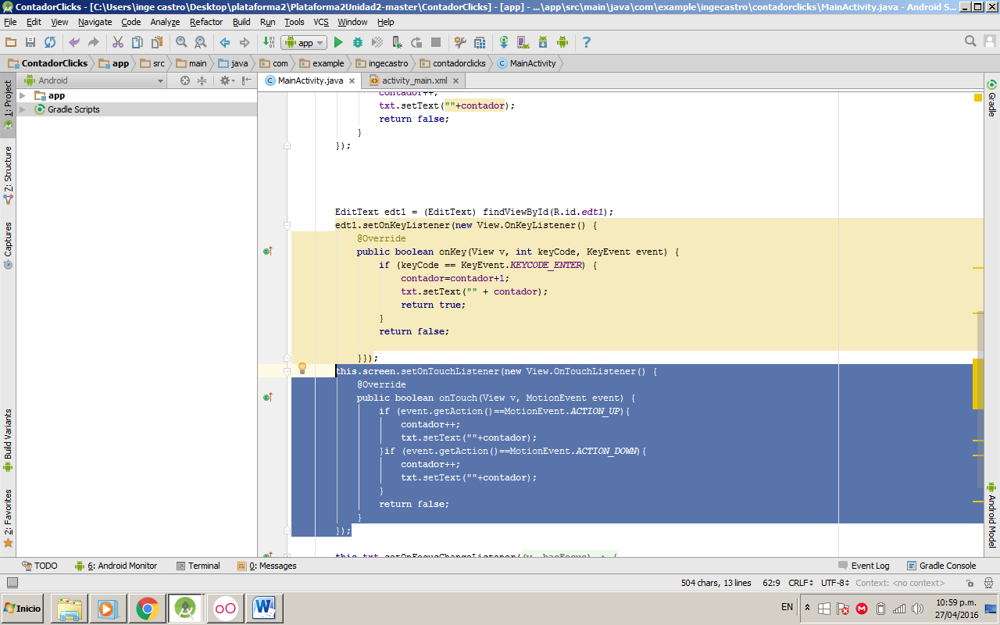 ContadorClicks - [C:\Users\inge castro\Desktop\plataforma2\Plataforma2Unidad2-master\ContadorClicks] - [app] - ...\app\src\main\java\com\example\ingecastro\contadorclicks\MainActivity.java - Android S...
File Edit View Navigate Code Analyze Refactor Build Run Tools VCS Window Help
app
ContadorClicks app src main java com example ingecastro contadorclicks MainActivity
Android
MainActivity.java activity_main.xml
1: Project
7: Structure
Captures
Build Variants
2: Favorites
app
Gradle Scripts
contador++;
txt.setText(""+contador);
return false;
}
});
EditText edt1 = (EditText) findViewById(R.id.edt1);
edt1.setOnKeyListener(new View.OnKeyListener() {
@Override
public boolean onKey(View v, int keyCode, KeyEvent event) {
if (keyCode == KeyEvent.KEYCODE_ENTER) {
contador=contador+1;
txt.setText("" + contador);
return true;
}
return false;
}});
this.screen.setOnTouchListener(new View.OnTouchListener() {
@Override
public boolean onTouch(View v, MotionEvent event) {
if (event.getAction()==MotionEvent.ACTION_UP){
contador++;
txt.setText(""+contador);
}if (event.getAction()==MotionEvent.ACTION_DOWN){
contador++;
txt.setText(""+contador);
}
return false;
}
});
this.txt.setOnFocusChangeListener((v, hasFocus) -> {
Gradle
Android Model
TODO 6: Android Monitor Terminal 0: Messages Event Log Gradle Console
504 chars, 13 lines 62:9 CRLF UTF-8 Context: <no context>
Inicio
EN
10:59 p.m.
27/04/2016